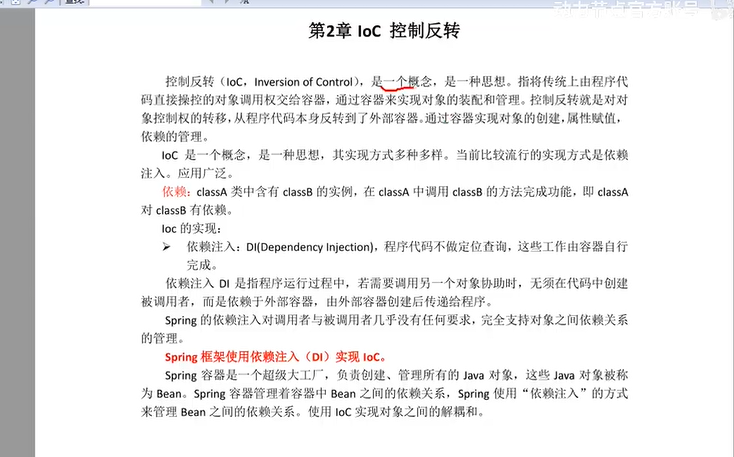 动力节点官方账号
第2章 IoC 控制反转
控制反转（IoC，Inversion of Control），是一个概念，是一种思想。指将传统上由程序代
码直接操控的对象调用权交给容器，通过容器来实现对象的装配和管理。控制反转就是对对
象控制权的转移，从程序代码本身反转到了外部容器。通过容器实现对象的创建，属性赋值，
依赖的管理。
IoC 是一个概念，是一种思想，其实现方式多种多样。当前比较流行的实现方式是依赖
注入。应用广泛。
依赖：classA 类中含有 classB 的实例，在 classA 中调用 classB 的方法完成功能，即 classA
对 classB 有依赖。
Ioc 的实现：
➢ 依赖注入：DI(Dependency Injection)，程序代码不做定位查询，这些工作由容器自行
完成。
依赖注入 DI 是指程序运行过程中，若需要调用另一个对象协助时，无须在代码中创建
被调用者，而是依赖于外部容器，由外部容器创建后传递给程序。
Spring 的依赖注入对调用者与被调用者几乎没有任何要求，完全支持对象之间依赖关系
的管理。
Spring 框架使用依赖注入（DI）实现 IoC。
Spring 容器是一个超级大工厂，负责创建、管理所有的 Java 对象，这些 Java 对象被称
为 Bean。Spring 容器管理着容器中 Bean 之间的依赖关系，Spring 使用“依赖注入”的方式
来管理 Bean 之间的依赖关系。使用 IoC 实现对象之间的解耦和。